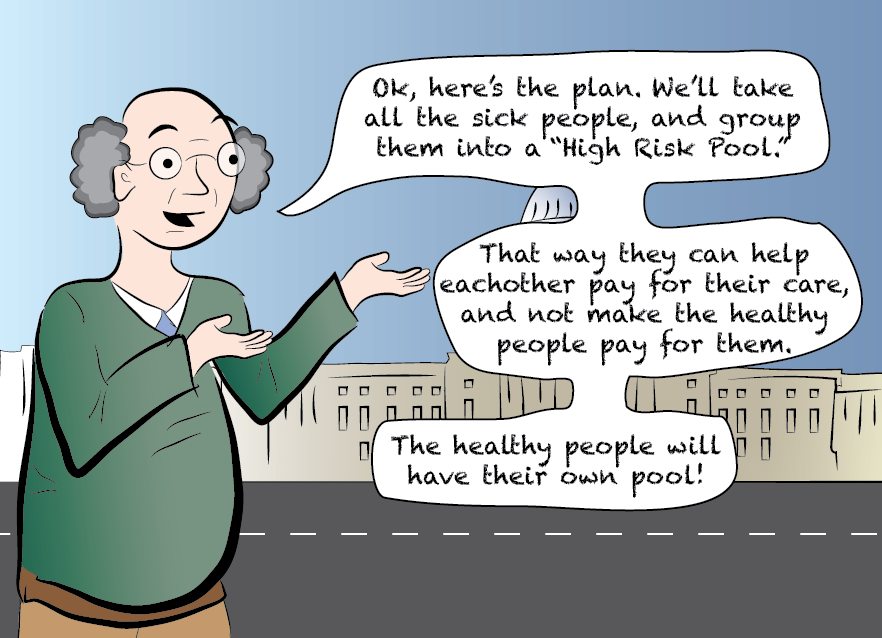 Ok, here's the plan. We'll take
all the sick people, and group
them into a "High Risk Pool."
That way they can help
eachother pay for their care,
and not make the healthy
people pay for them.
The healthy people will
have their own pool!